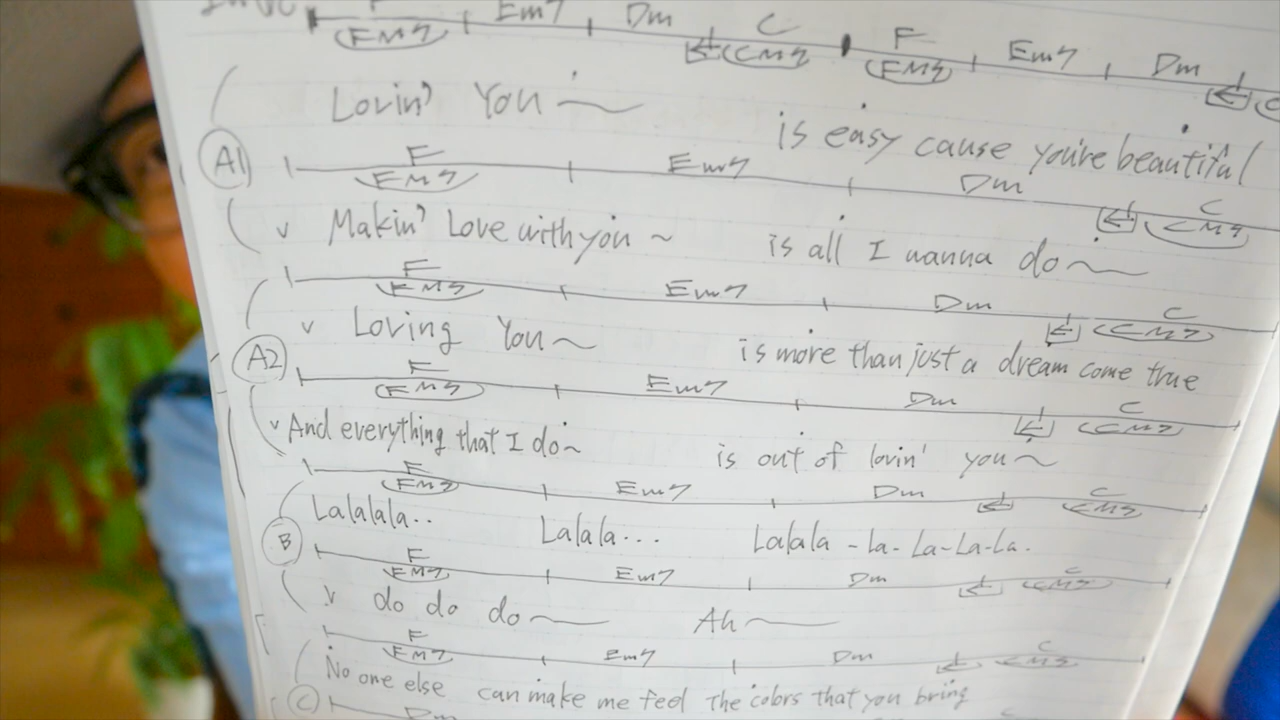 F Em7 Dm C F Em7 Dm
(FM7) (CM7) (FM7)
Lovin' You ~ is easy cause you're beautiful
A1
F Em7 Dm C
(FM7) (CM7)
v Makin' Love with you ~ is all I wanna do ~
F Em7 Dm C
(FM7) (CM7)
v Loving You ~ is more than just a dream come true
A2
F Em7 Dm C
(FM7) (CM7)
v And everything that I do ~ is out of lovin' you ~
F Em7 Dm C
(FM7) (CM7)
Lalalala.. Lalala... Lalala - La- La-La-La.
B
F Em7 Dm C
(FM7) (CM7)
v do do do ~ Ah ~
F Em7 Dm C
(FM7) (CM7)
No one else can make me feel The colors that you bring
C
Dm C